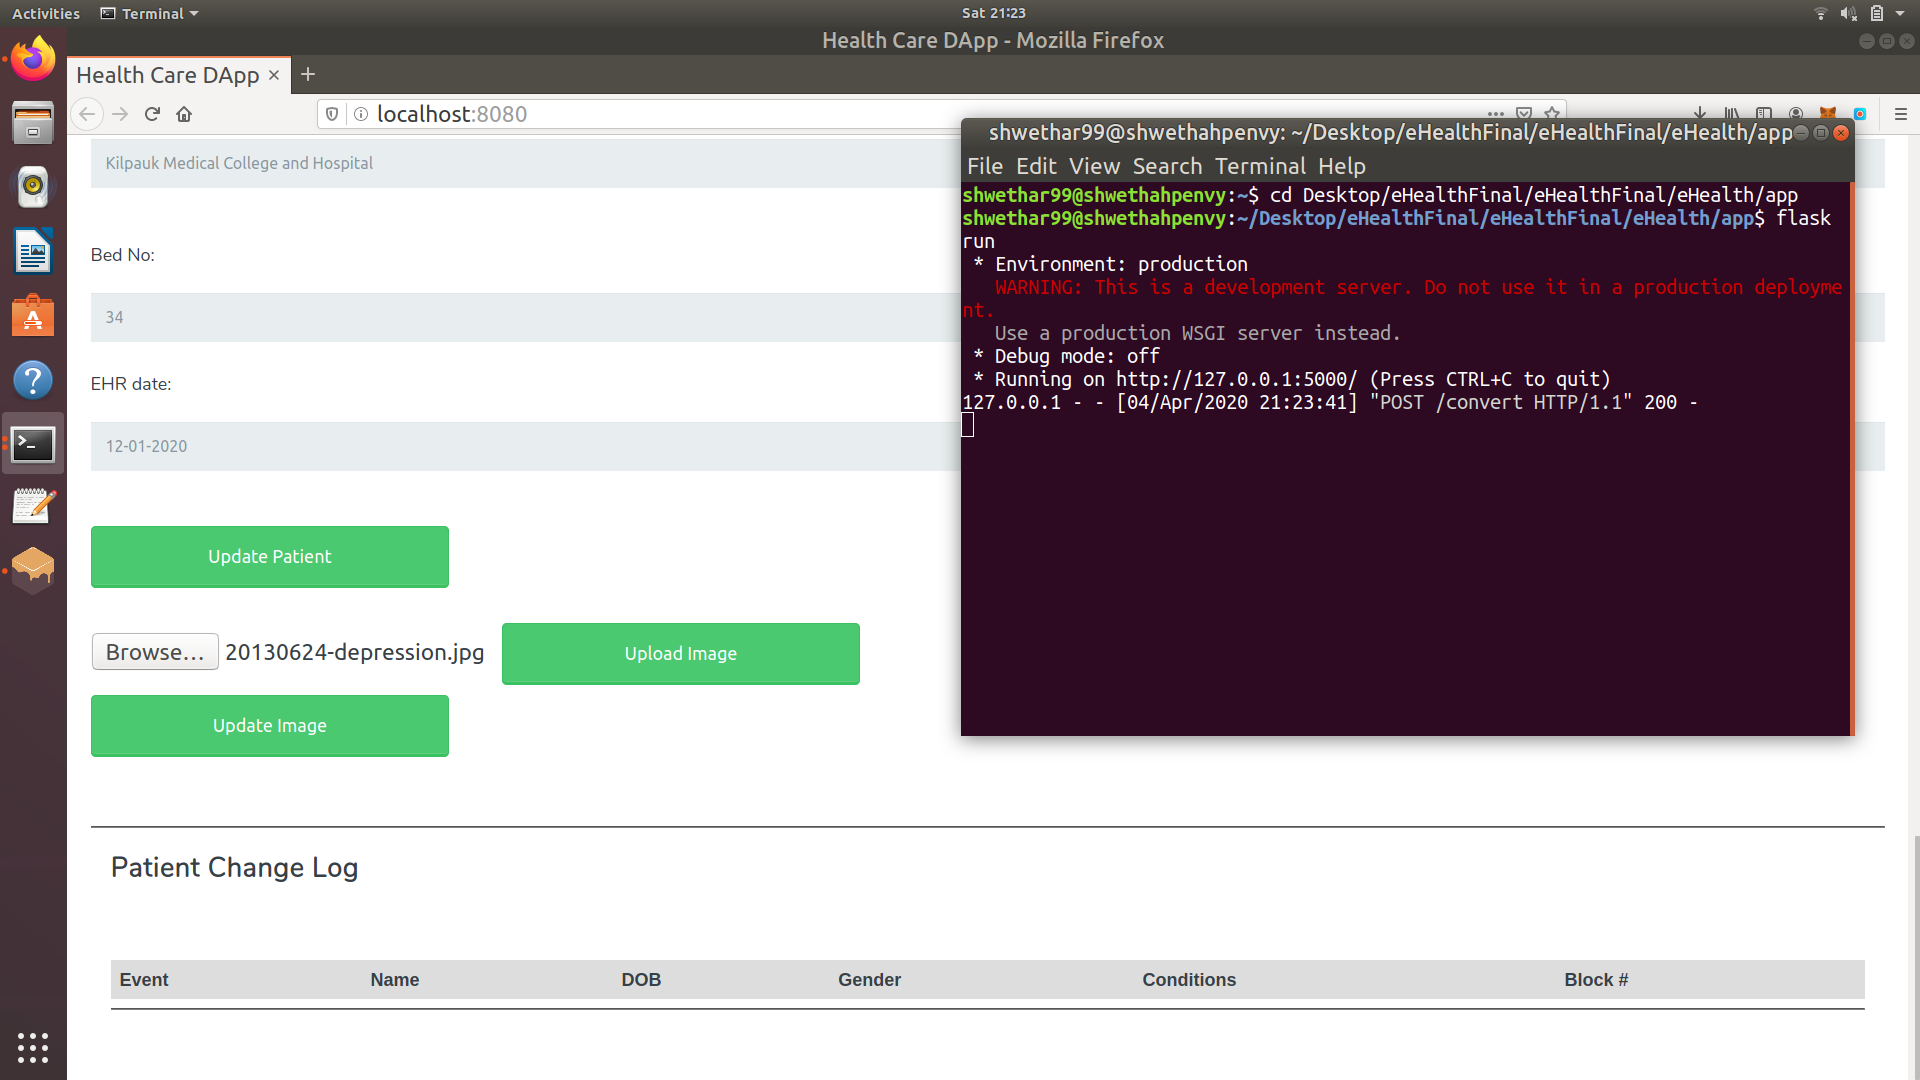 Activities
Terminal
Sat 21:23
Health Care DApp - Mozilla Firefox
Health Care DApp
localhost:8080
Kilpauk Medical College and Hospital
Bed No:
34
EHR date:
12-01-2020
Update Patient
Browse... 20130624-depression.jpg
Upload Image
Update Image
Patient Change Log
Event Name DOB Gender Conditions Block #
shwethar99@shwethahpenvy: ~/Desktop/eHealthFinal/eHealthFinal/eHealth/app
File Edit View Search Terminal Help
shwethar99@shwethahpenvy:~$ cd Desktop/eHealthFinal/eHealthFinal/eHealth/app
shwethar99@shwethahpenvy:~/Desktop/eHealthFinal/eHealthFinal/eHealth/app$ flask
run
* Environment: production
WARNING: This is a development server. Do not use it in a production deployme
nt.
Use a production WSGI server instead.
* Debug mode: off
* Running on http://127.0.0.1:5000/ (Press CTRL+C to quit)
127.0.0.1 - - [04/Apr/2020 21:23:41] "POST /convert HTTP/1.1" 200 -